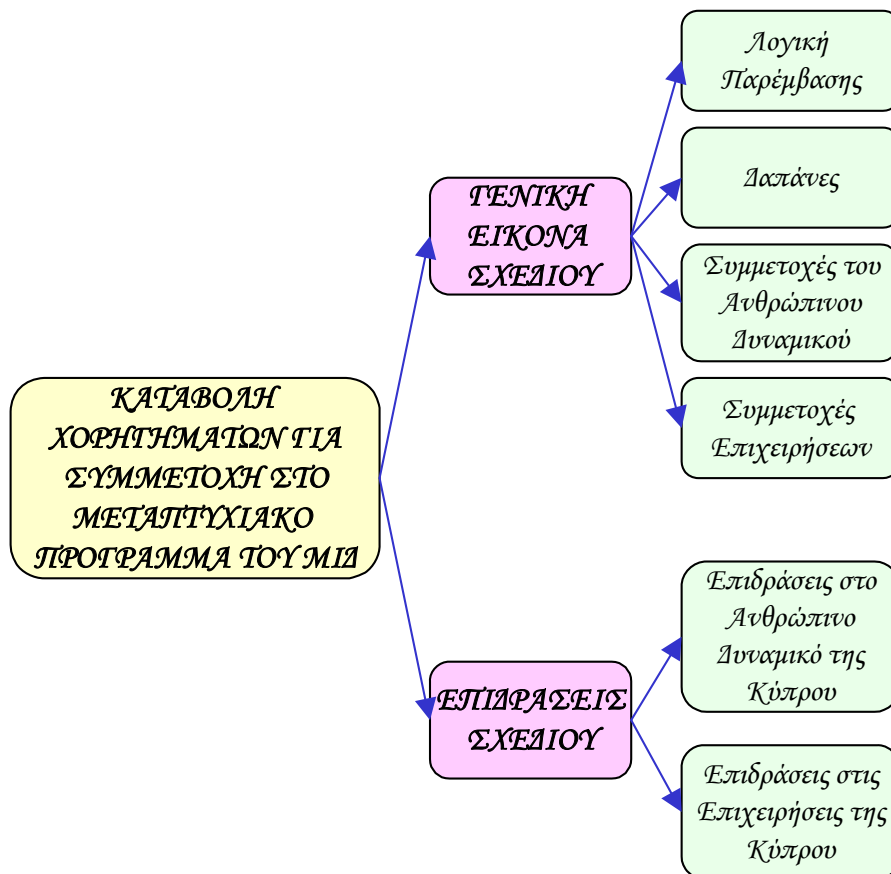 Λογική
Παρέμβασης
Δαπάνες
ΓΕΝΙΚΗ
ΕΙΚΟΝΑ
ΣΧΕΔΙΟΥ
Συμμετοχές του
Ανθρώπινου
Δυναμικού
Συμμετοχές
Επιχειρήσεων
ΚΑΤΑΒΟΛΗ
ΧΟΡΗΓΗΜΑΤΩΝ ΓΙΑ
ΣΥΜΜΕΤΟΧΗ ΣΤΟ
ΜΕΤΑΠΤΥΧΙΑΚΟ
ΠΡΟΓΡΑΜΜΑ ΤΟΥ ΜΙΔ
Επιδράσεις στο
Ανθρώπινο
Δυναμικό της
Κύπρου
ΕΠΙΔΡΑΣΕΙΣ
ΣΧΕΔΙΟΥ
Επιδράσεις στις
Επιχειρήσεις της
Κύπρου